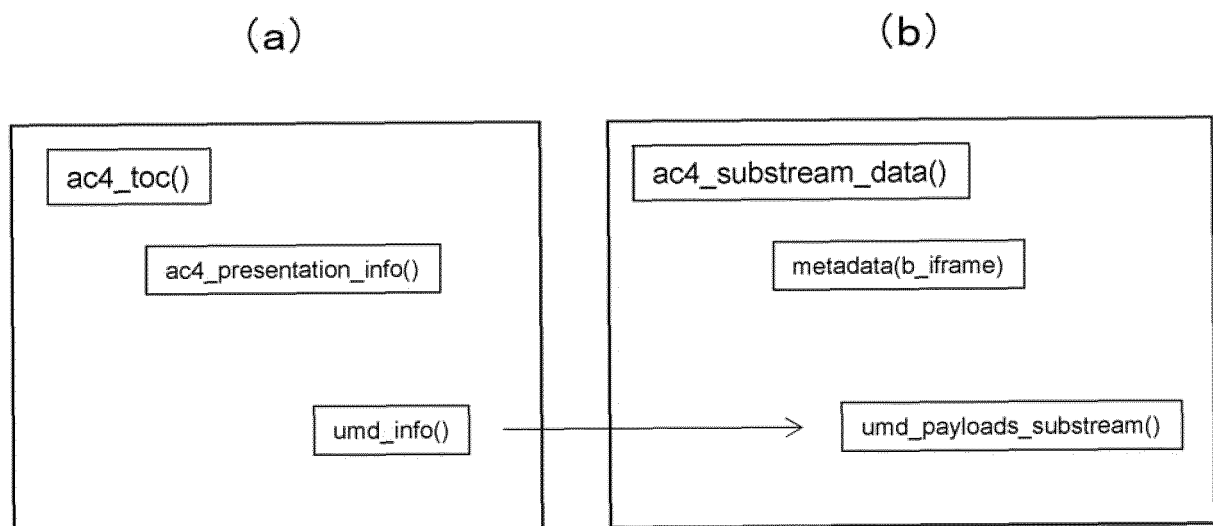 (a)
ac4_toc()
ac4_presentation_info()
umd_info()
(b)
ac4_substream_data()
metadata(b_iframe)
umd_payloads_substream()